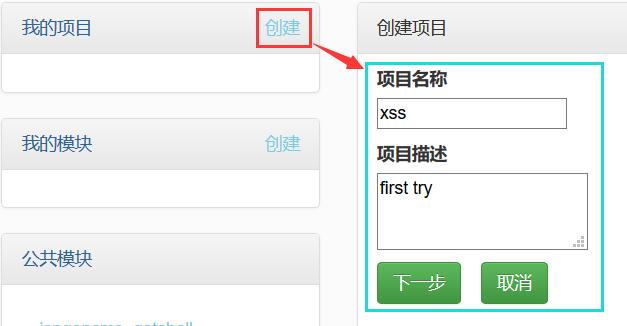 我的项目 创建
我的模块 创建
公共模块
创建项目
项目名称
xss
项目描述
first try
下一步 取消